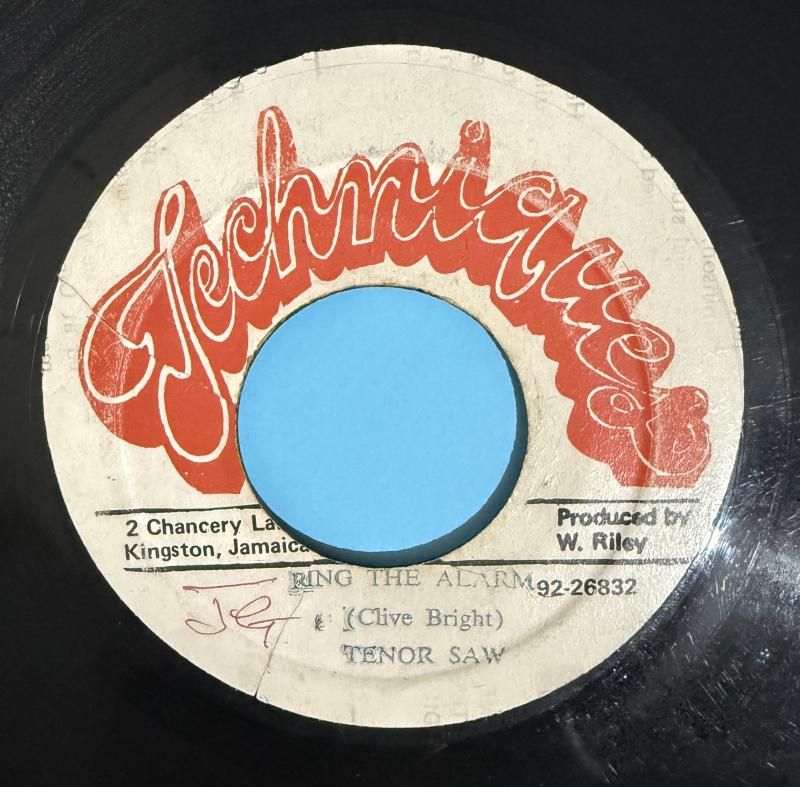 Techniques
2 Chancery La
Kingston, Jamaica
Produced by
W. Riley
RING THE ALARM
92-26832
(Clive Bright)
TENOR SAW